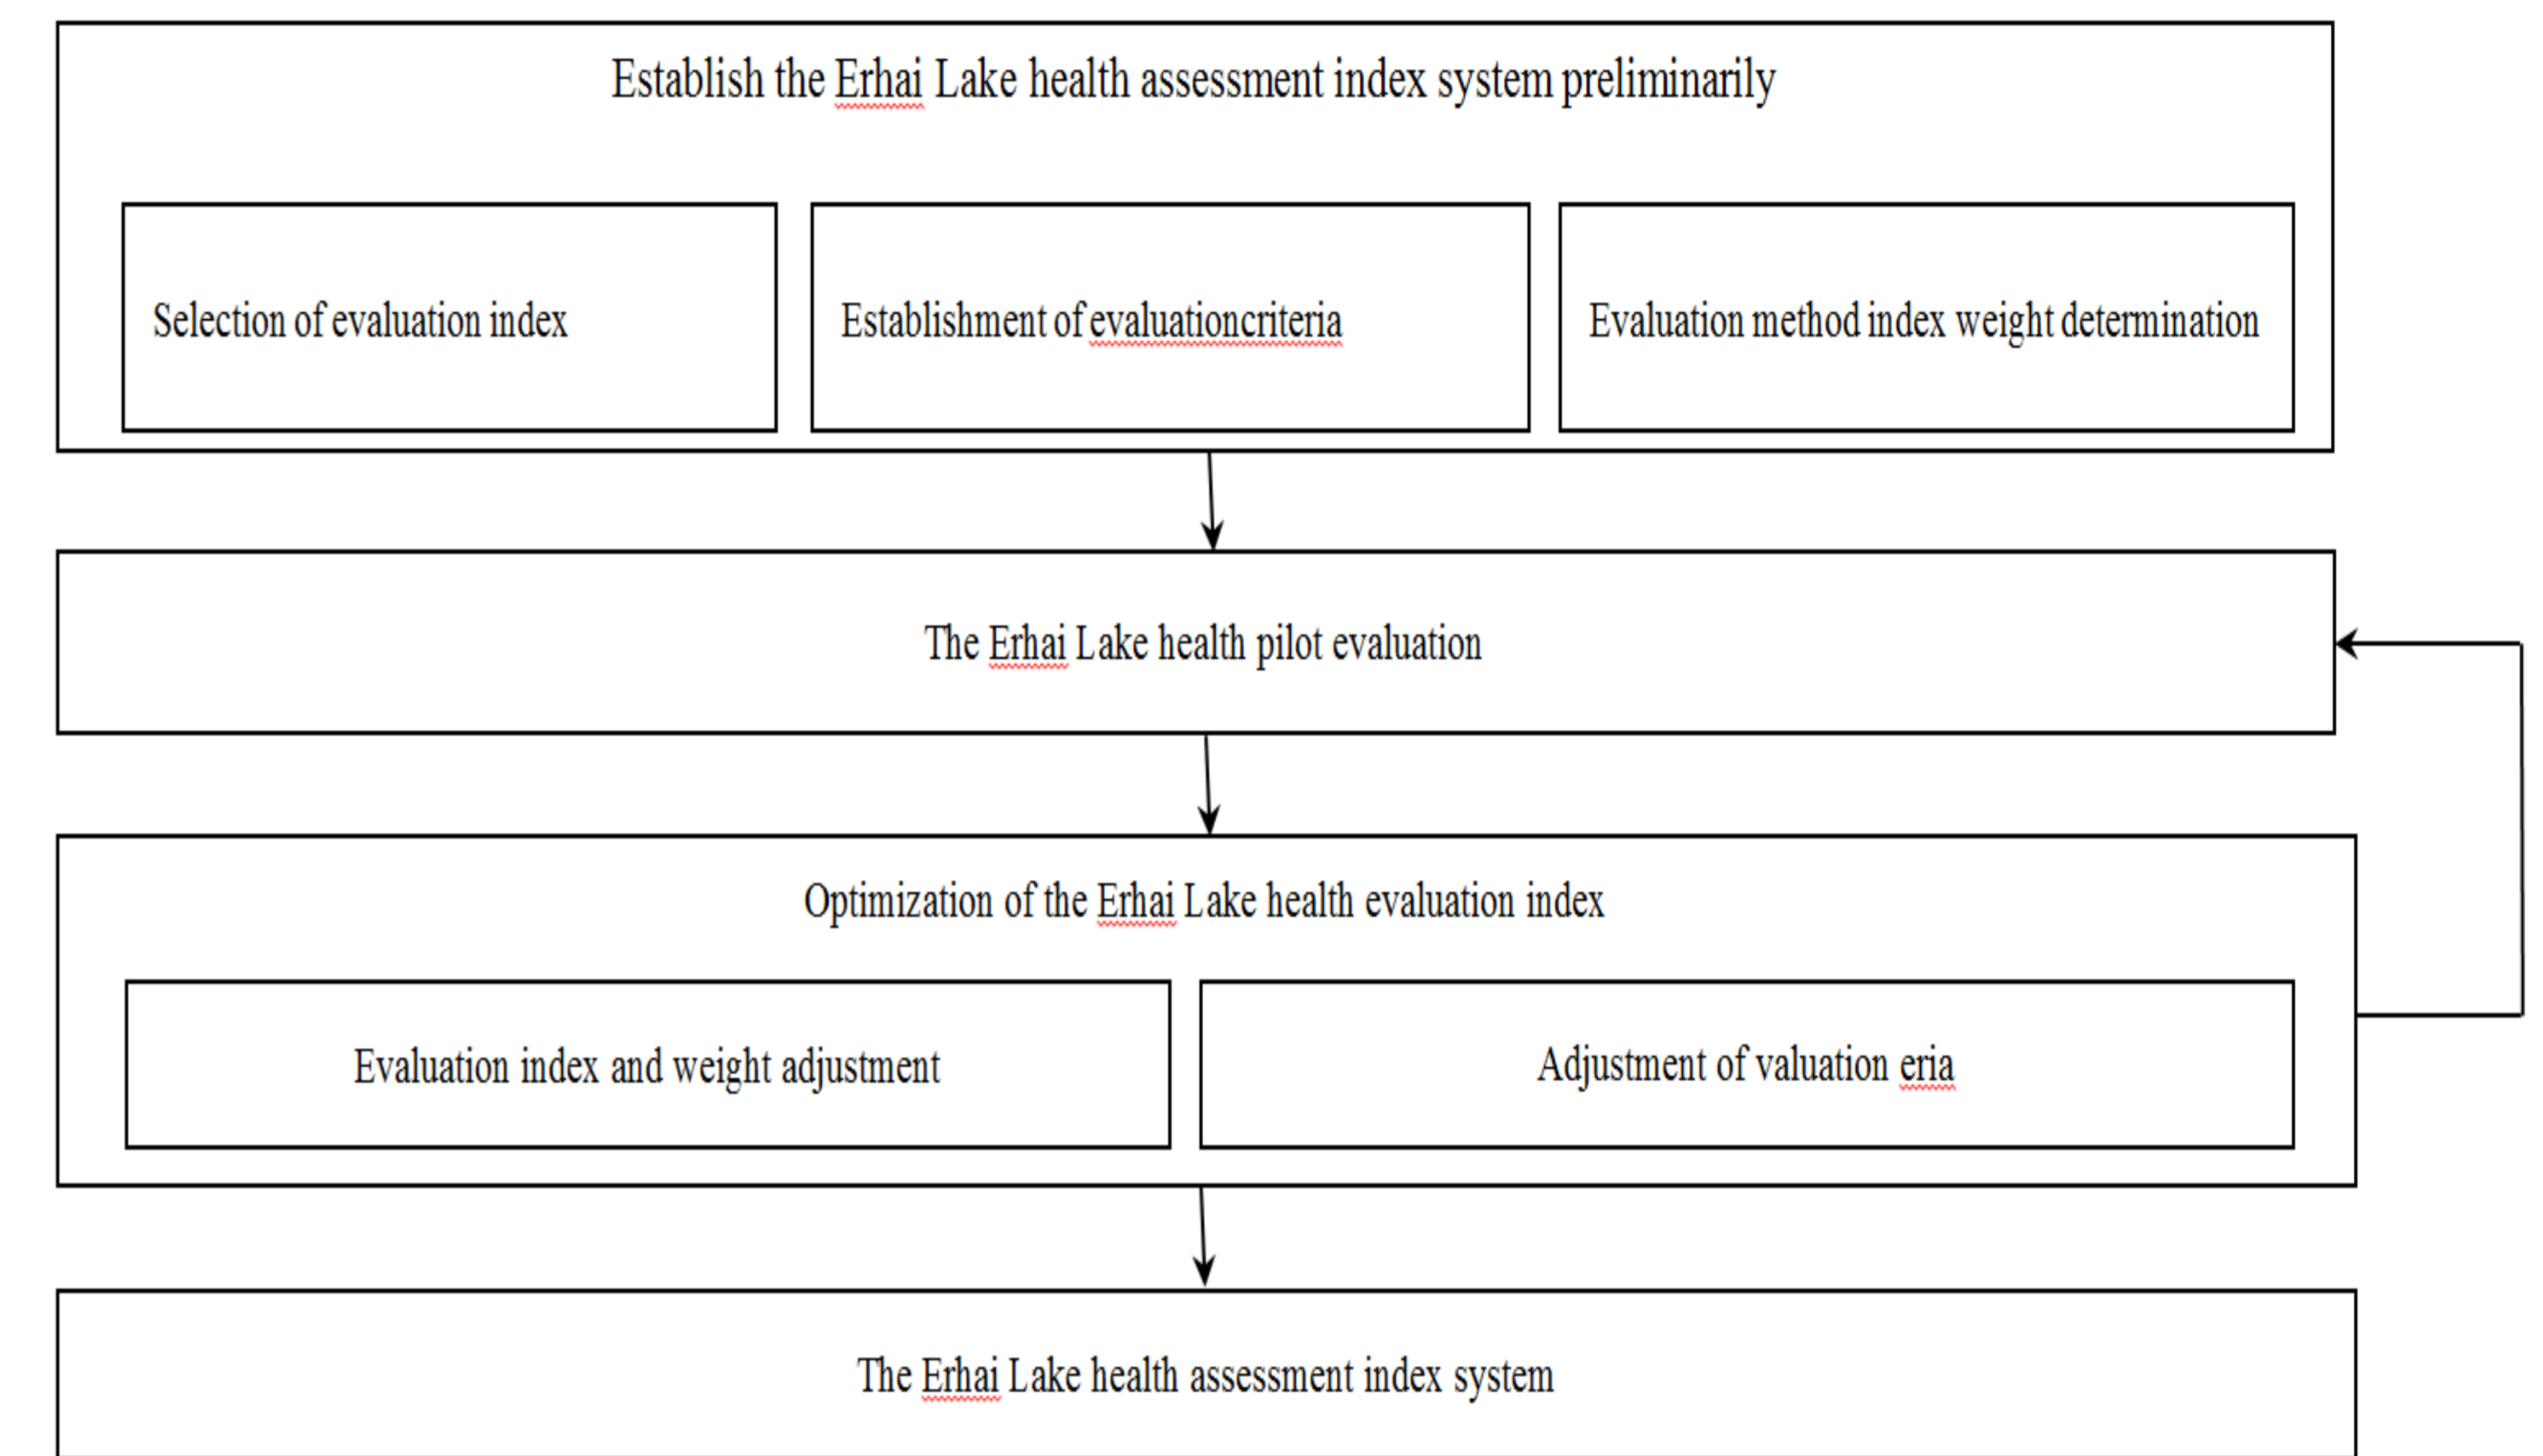 Establish the Erhai Lake health assessment index system preliminarily
Selection of evaluation index
Establishment of evaluationcriteria
Evaluation method index weight determination
The Erhai Lake health pilot evaluation
Optimization of the Erhai Lake health evaluation index
Evaluation index and weight adjustment
Adjustment of valuation eria
The Erhai Lake health assessment index system